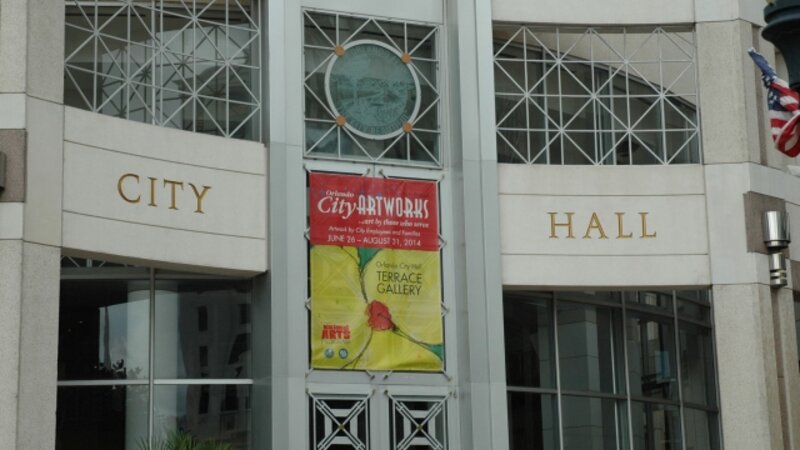 CITY
HALL
Orlando
City ARTWORKS
...art by those who serve
Artwork by City Employees and Families
JUNE 26 – AUGUST 31, 2014
Orlando City Hall
TERRACE
GALLERY
ARTS